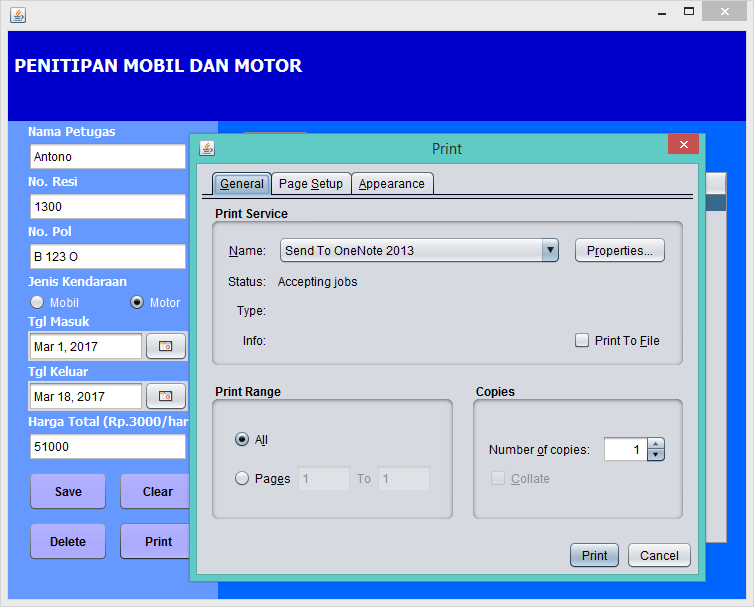 PENITIPAN MOBIL DAN MOTOR
Nama Petugas
Antono
No. Resi
1300
No. Pol
B 123 O
Jenis Kendaraan
Mobil Motor
Tgl Masuk
Mar 1, 2017
Tgl Keluar
Mar 18, 2017
Harga Total (Rp.3000/har
51000
Save Clear
Delete Print
Print
General Page Setup Appearance
Print Service
Name: Send To OneNote 2013 Properties...
Status: Accepting jobs
Type:
Info: Print To File
Print Range
All
Pages 1 To 1
Copies
Number of copies: 1
Collate
Print Cancel